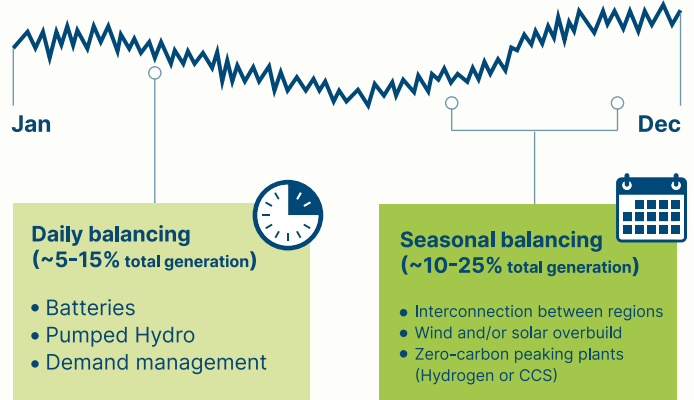 Jan
Dec
Daily balancing
(~5-15% total generation)
• Batteries
• Pumped Hydro
• Demand management
Seasonal balancing
(~10-25% total generation)
• Interconnection between regions
• Wind and/or solar overbuild
• Zero-carbon peaking plants
(Hydrogen or CCS)